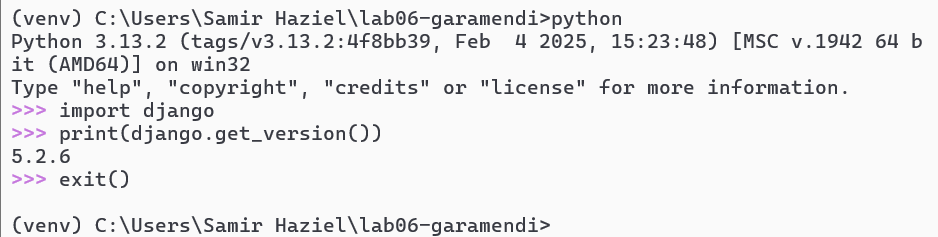 (venv) C:\Users\Samir Haziel\lab06-garamendi>python
Python 3.13.2 (tags/v3.13.2:4f8bb39, Feb  4 2025, 15:23:48) [MSC v.1942 64 b
it (AMD64)] on win32
Type "help", "copyright", "credits" or "license" for more information.
>>> import django
>>> print(django.get_version())
5.2.6
>>> exit()
(venv) C:\Users\Samir Haziel\lab06-garamendi>